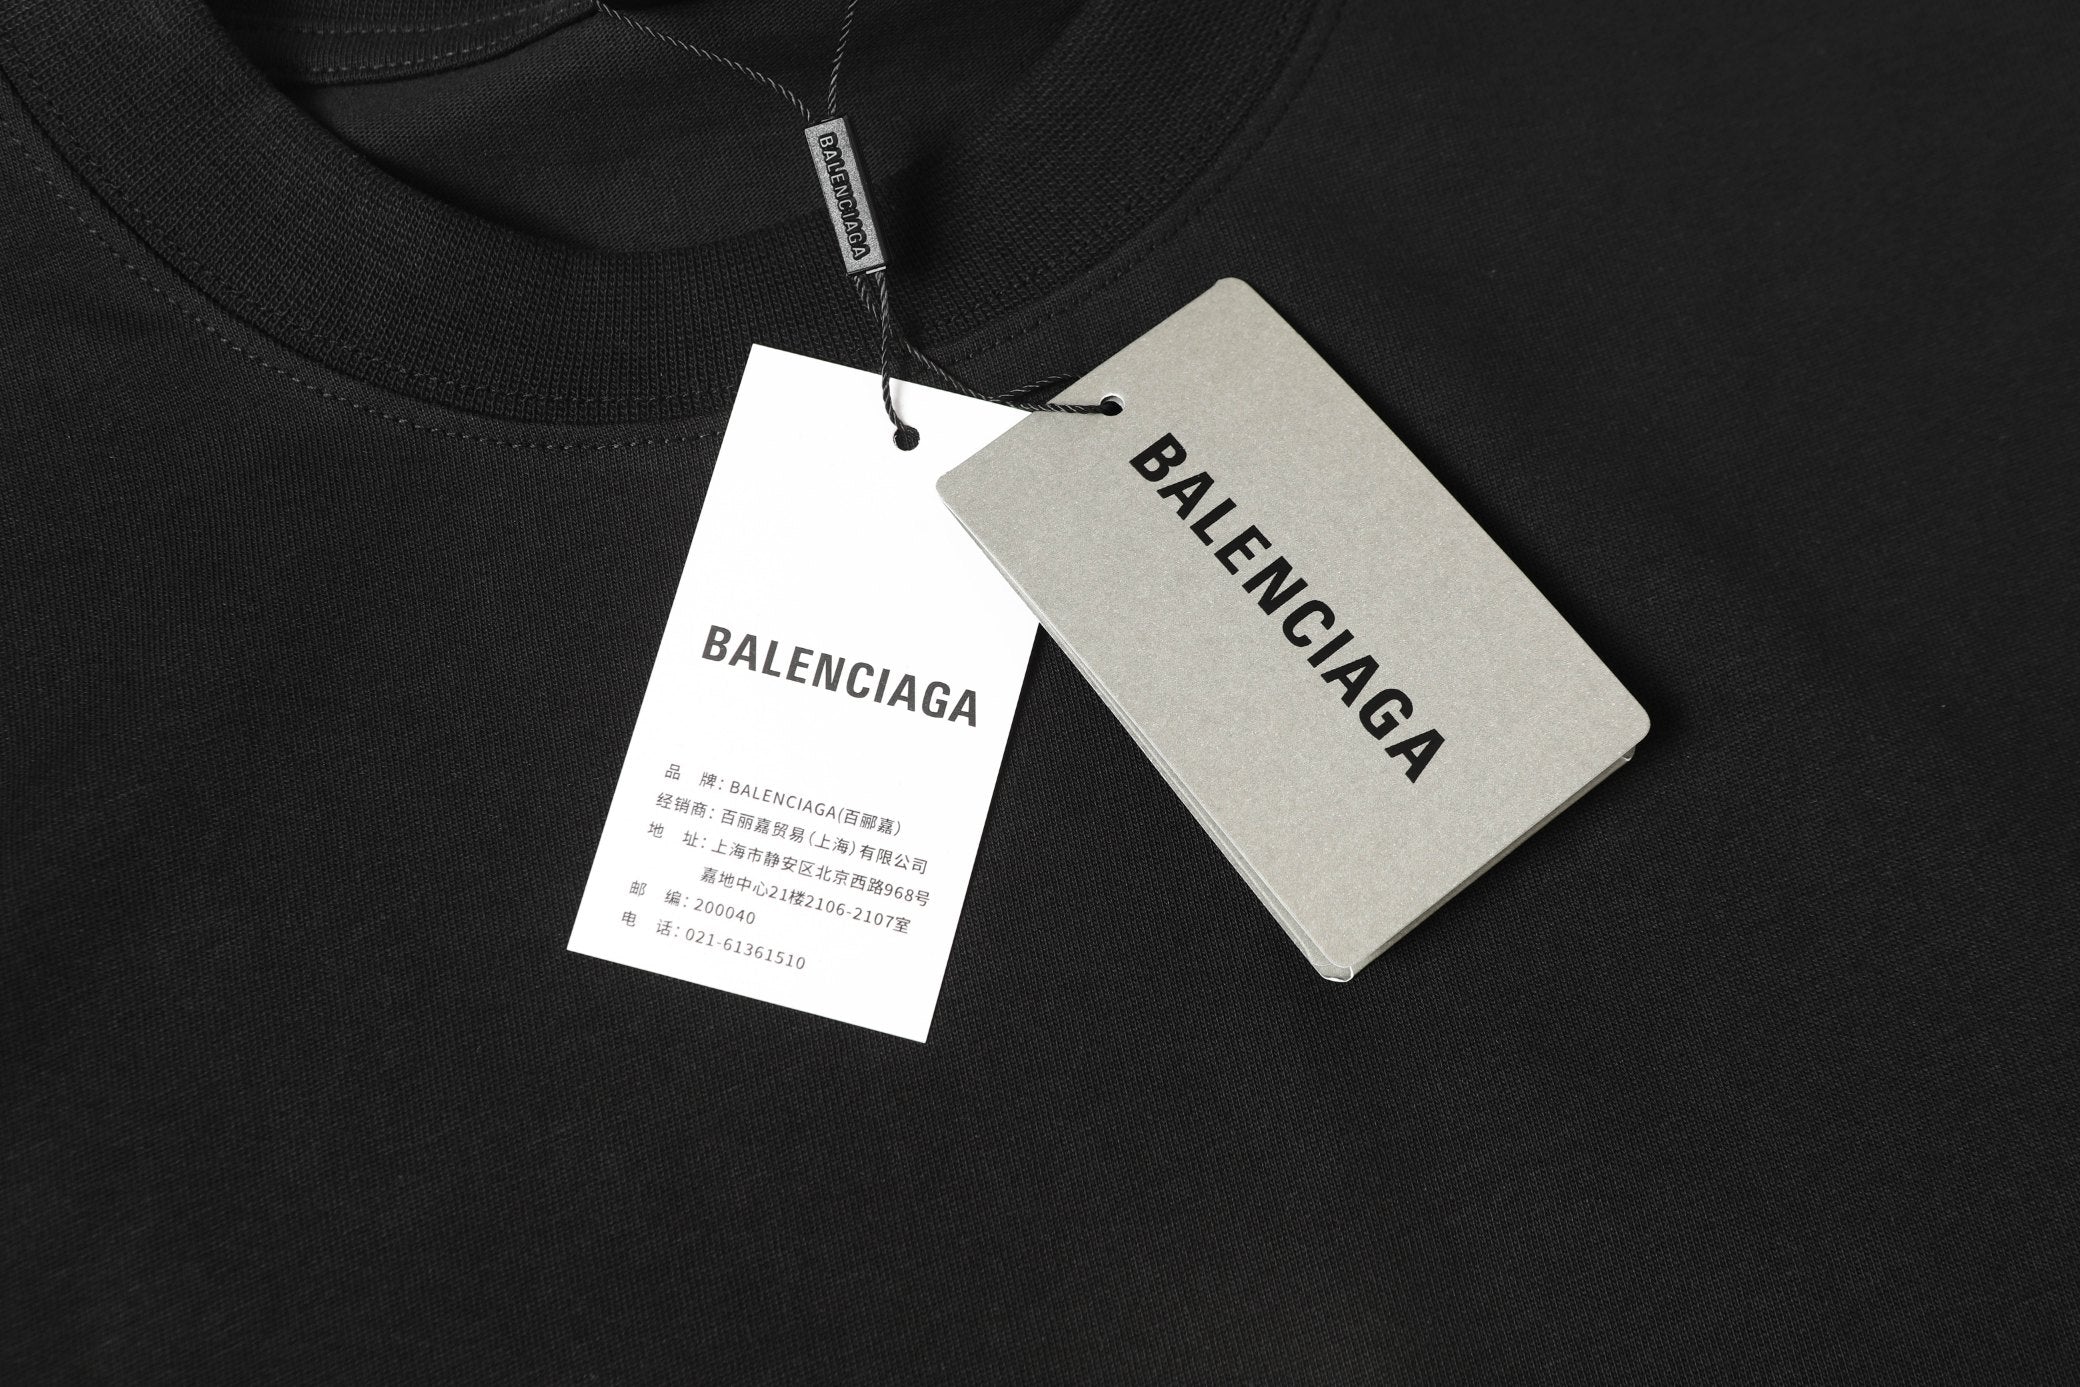 BALENCIAGA
BALENCIAGA
BALENCIAGA
品 牌：BALENCIAGA(百郦嘉)
经销商：百丽嘉贸易(上海)有限公司
地 址：上海市静安区北京西路968号
嘉地中心21楼2106-2107室
邮 编：200040
电 话：021-61361510